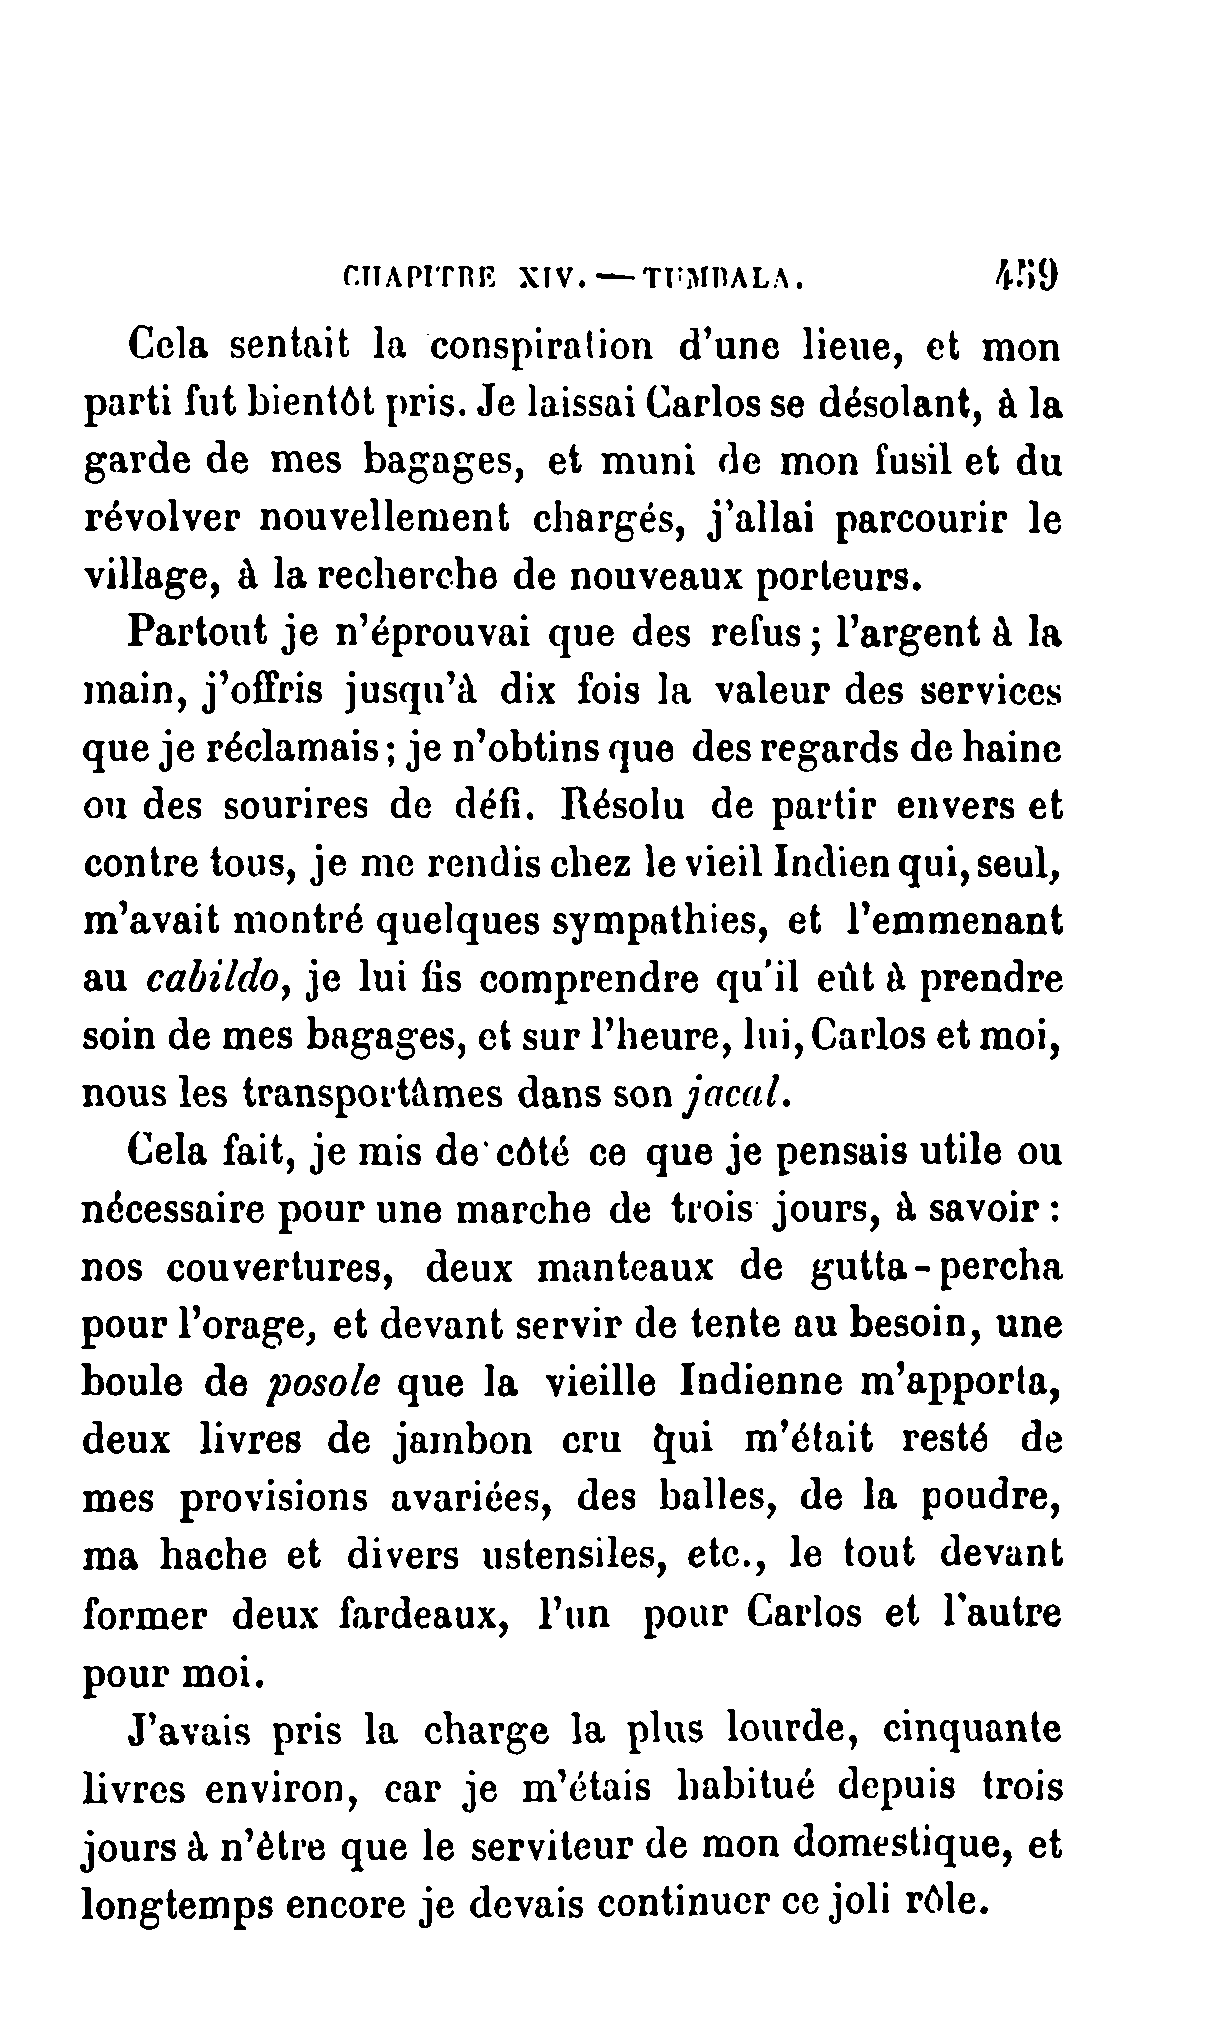 CHAPITRE XIV. — TUMBALA. 459
Cela sentait la conspiration d'une lieue, et mon
parti fut bientôt pris. Je laissai Carlos se désolant, à la
garde de mes bagages, et muni de mon fusil et du
révolver nouvellement chargés, j'allai parcourir le
village, à la recherche de nouveaux porteurs.
Partout je n'éprouvai que des refus ; l'argent à la
main, j'offris jusqu'à dix fois la valeur des services
que je réclamais ; je n'obtins que des regards de haine
ou des sourires de défi. Résolu de partir envers et
contre tous, je me rendis chez le vieil Indien qui, seul,
m'avait montré quelques sympathies, et l'emmenant
au cabildo, je lui fis comprendre qu'il eût à prendre
soin de mes bagages, et sur l'heure, lui, Carlos et moi,
nous les transportâmes dans son jacal.
Cela fait, je mis de côté ce que je pensais utile ou
nécessaire pour une marche de trois jours, à savoir :
nos couvertures, deux manteaux de gutta-percha
pour l'orage, et devant servir de tente au besoin, une
boule de posole que la vieille Indienne m'apporta,
deux livres de jambon cru qui m'était resté de
mes provisions avariées, des balles, de la poudre,
ma hache et divers ustensiles, etc., le tout devant
former deux fardeaux, l'un pour Carlos et l'autre
pour moi.
J'avais pris la charge la plus lourde, cinquante
livres environ, car je m'étais habitué depuis trois
jours à n'être que le serviteur de mon domestique, et
longtemps encore je devais continuer ce joli rôle.